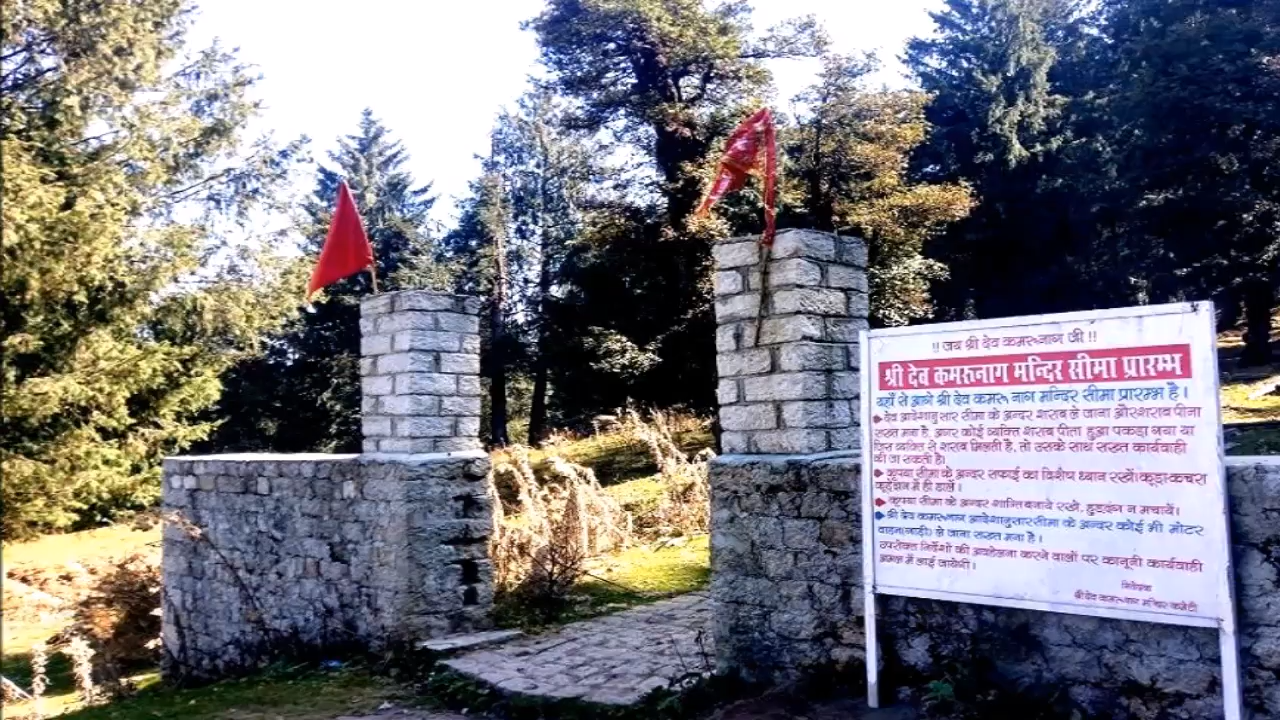 !! जय श्री देव कमरूनाग जी !!
श्री देव कमरुनाग मन्दिर सीमा प्रारम्भ
यहाँ से आगे श्री देव कमरू नाग मन्दिर सीमा प्रारम्भ है।
देव आदेशानुसार सीमा के अन्दर शराब ले जाना और शराब पीना
सख्त मना है, अगर कोई व्यक्ति शराब पीता हुआ पकड़ा गया या
जिस व्यक्ति से शराब मिलती है, तो उसके साथ सख्त कार्यवाही
की जा सकती है।
कृपया सीमा के अन्दर सफाई का विशेष ध्यान रखें। कूड़ा-कचरा
कूड़ेदान में ही डालें।
कृपया सीमा के अन्दर शान्ति बनाये रखें, हुड़दंग न मचायें।
श्री देव कमरूनाग आदेशानुसार सीमा के अन्दर कोई भी मोटर
वाहन (गाड़ी) ले जाना सख्त मना है।
उपरोक्त निर्देशों की अवहेलना करने वालों पर कानूनी कार्यवाही
अमल में लाई जायेगी।
निवेदक
श्री देव कमरूनाग मन्दिर कमेटी